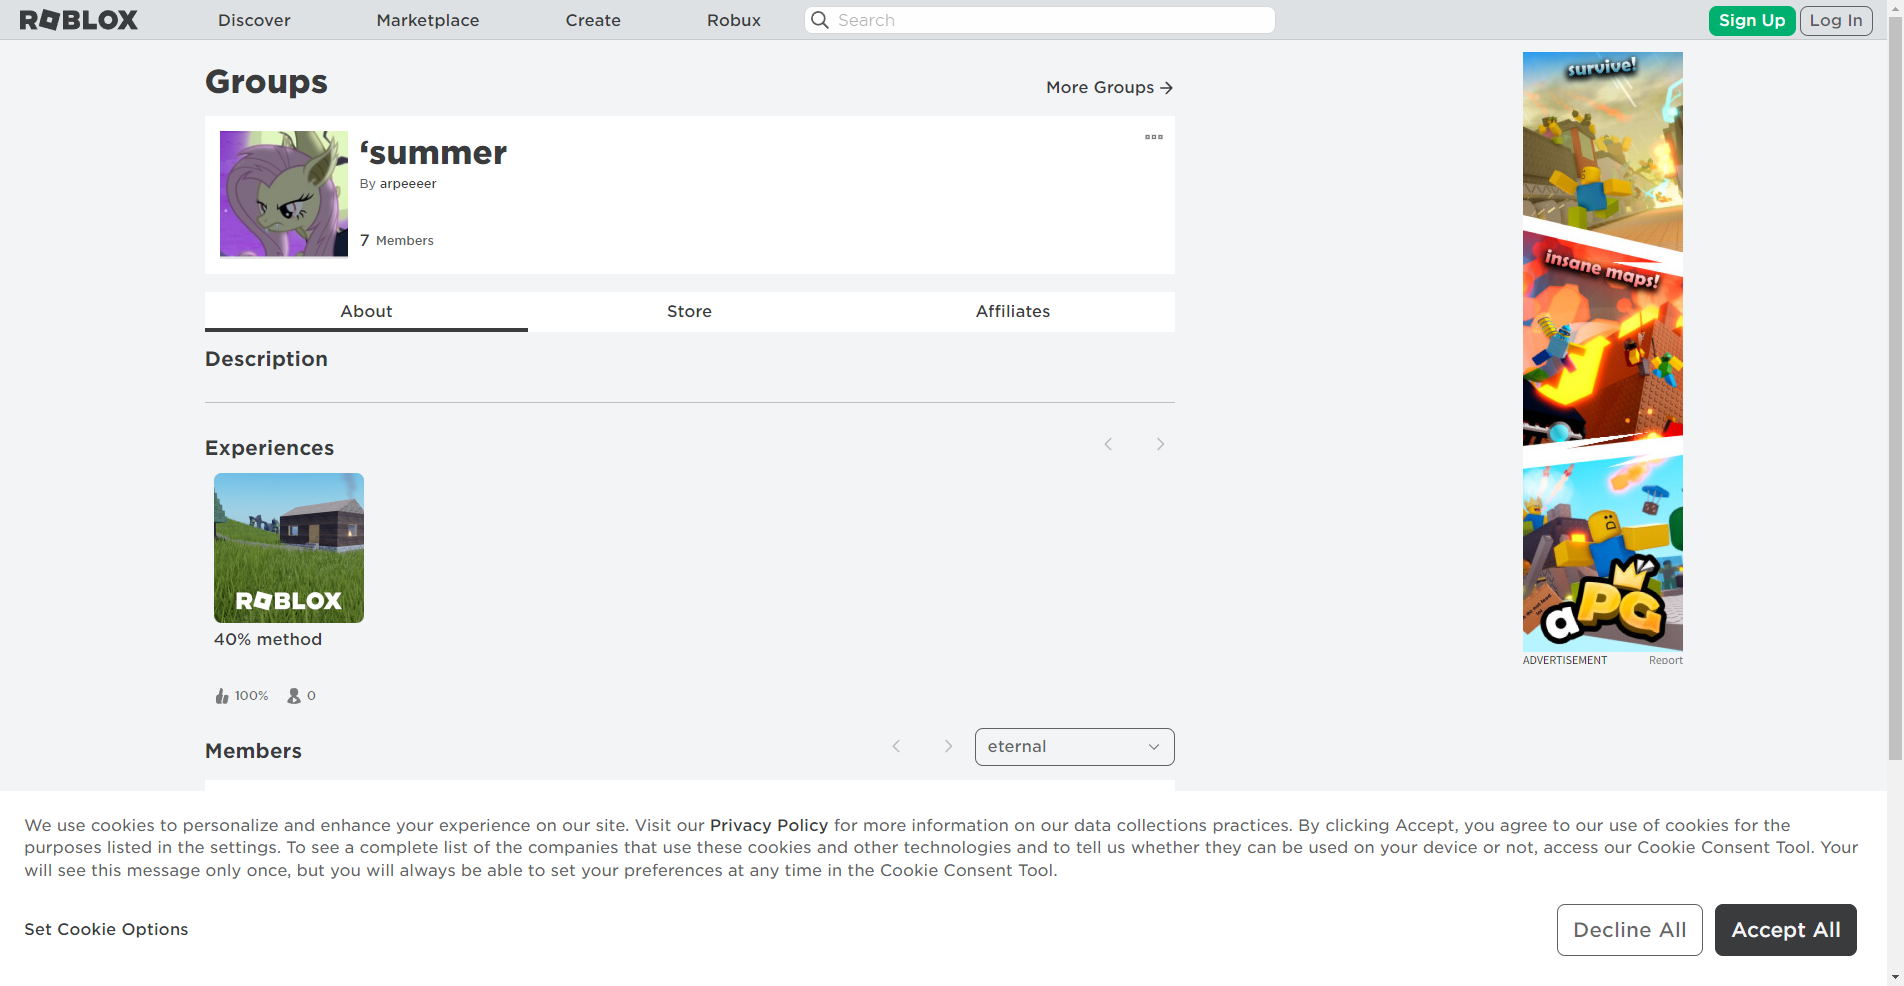 ROBLOX
Discover
Marketplace
Create
Robux
Search
Sign Up
Log In
Groups
More Groups
‘summer
By arpeeeer
7 Members
About
Store
Affiliates
Description
Experiences
ROBLOX
40% method
100%
0
Members
eternal
survive!
insane maps!
aPG
ADVERTISEMENT
Report
We use cookies to personalize and enhance your experience on our site. Visit our Privacy Policy for more information on our data collections practices. By clicking Accept, you agree to our use of cookies for the
purposes listed in the settings. To see a complete list of the companies that use these cookies and other technologies and to tell us whether they can be used on your device or not, access our Cookie Consent Tool. Your
will see this message only once, but you will always be able to set your preferences at any time in the Cookie Consent Tool.
Set Cookie Options
Decline All
Accept All